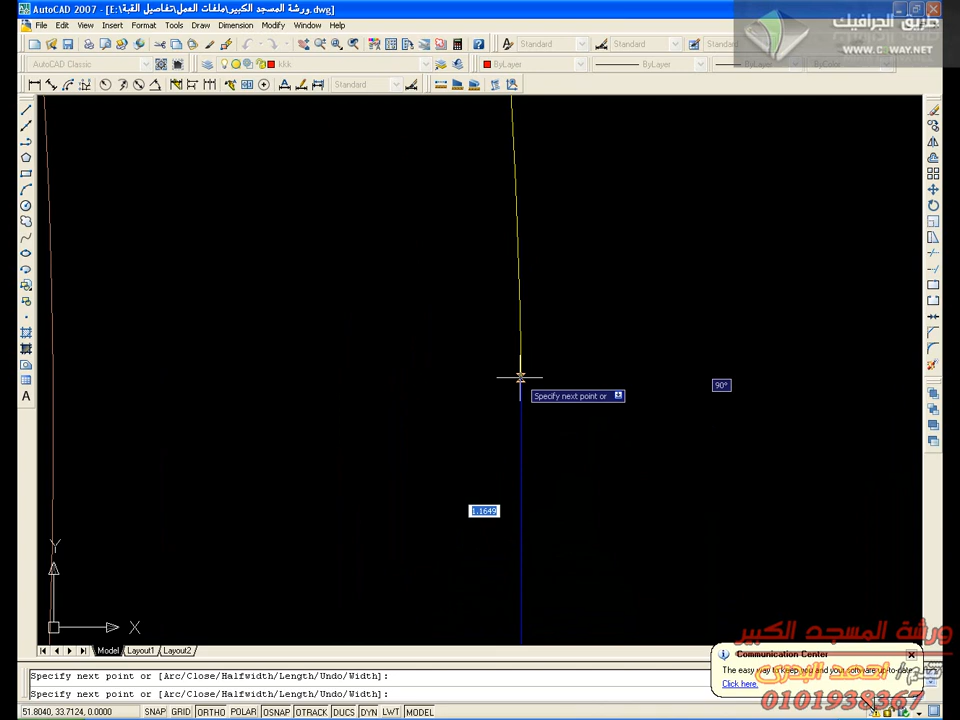 AutoCAD 2007 - [E:\ورشة المسجد الكبير\ملفات العمل\تفاصيل القبة.dwg]
طريق الجرافيك
WWW.C4WAY.NET
File Edit View Insert Format Tools Draw Dimension Modify Window Help
Standard Standard Standard
AutoCAD Classic kkk ByLayer ByLayer ByLayer ByColor
Standard
A
Specify next point or
90°
1.1649
Y
X
Model Layout1 Layout2
ورشة المسجد الكبير
Communication Center
The easy way to keep you and your software up-to-date.
Click here.
م/ احمد البدرى
0101938367
Specify next point or [Arc/Close/Halfwidth/Length/Undo/Width]:
Specify next point or [Arc/Close/Halfwidth/Length/Undo/Width]:
51.8040, 33.7124, 0.0000 SNAP GRID ORTHO POLAR OSNAP OTRACK DUCS DYN LWT MODEL